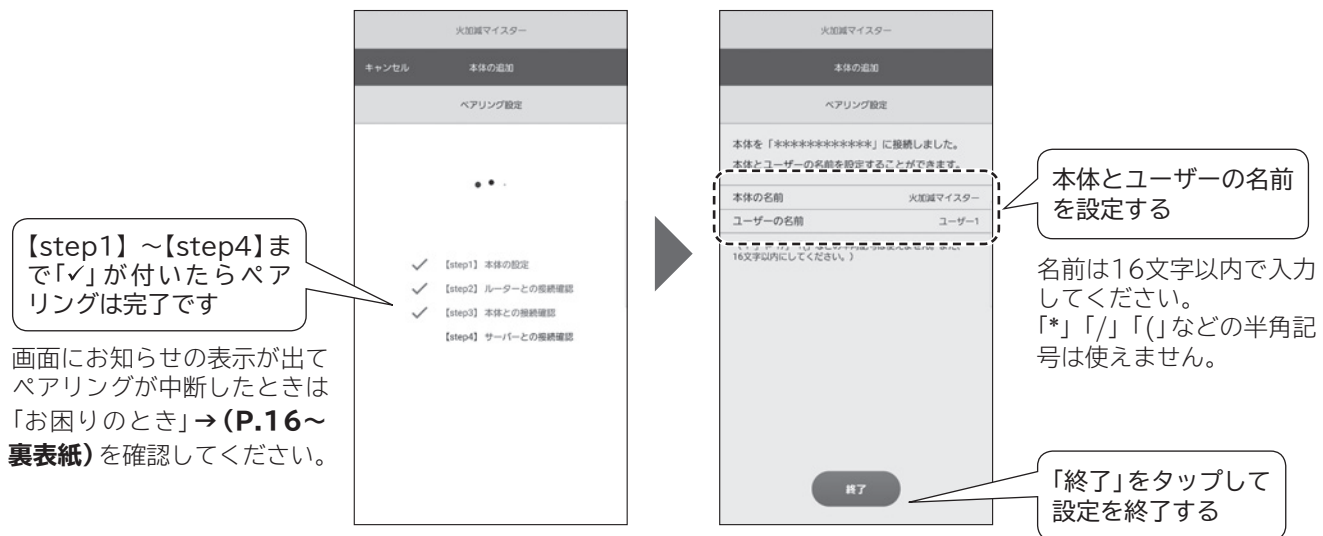 【step1】~【step4】ま
で「✓」が付いたらペア
リングは完了です
画面にお知らせの表示が出て
ペアリングが中断したときは
「お困りのとき」→(P.16~
裏表紙)を確認してください。
火加減マイスター
キャンセル 本体の追加
ペアリング設定
✓ 【step1】本体の設定
✓ 【step2】ルーターとの接続確認
✓ 【step3】本体との接続確認
【step4】サーバーとの接続確認
火加減マイスター
本体の追加
ペアリング設定
本体を「************」に接続しました。
本体とユーザーの名前を設定することができます。
本体の名前 火加減マイスター
ユーザーの名前 ユーザー1
16文字以内にしてください。)
終了
本体とユーザーの名前
を設定する
名前は16文字以内で入力
してください。
「*」「/」「(」などの半角記
号は使えません。
「終了」をタップして
設定を終了する